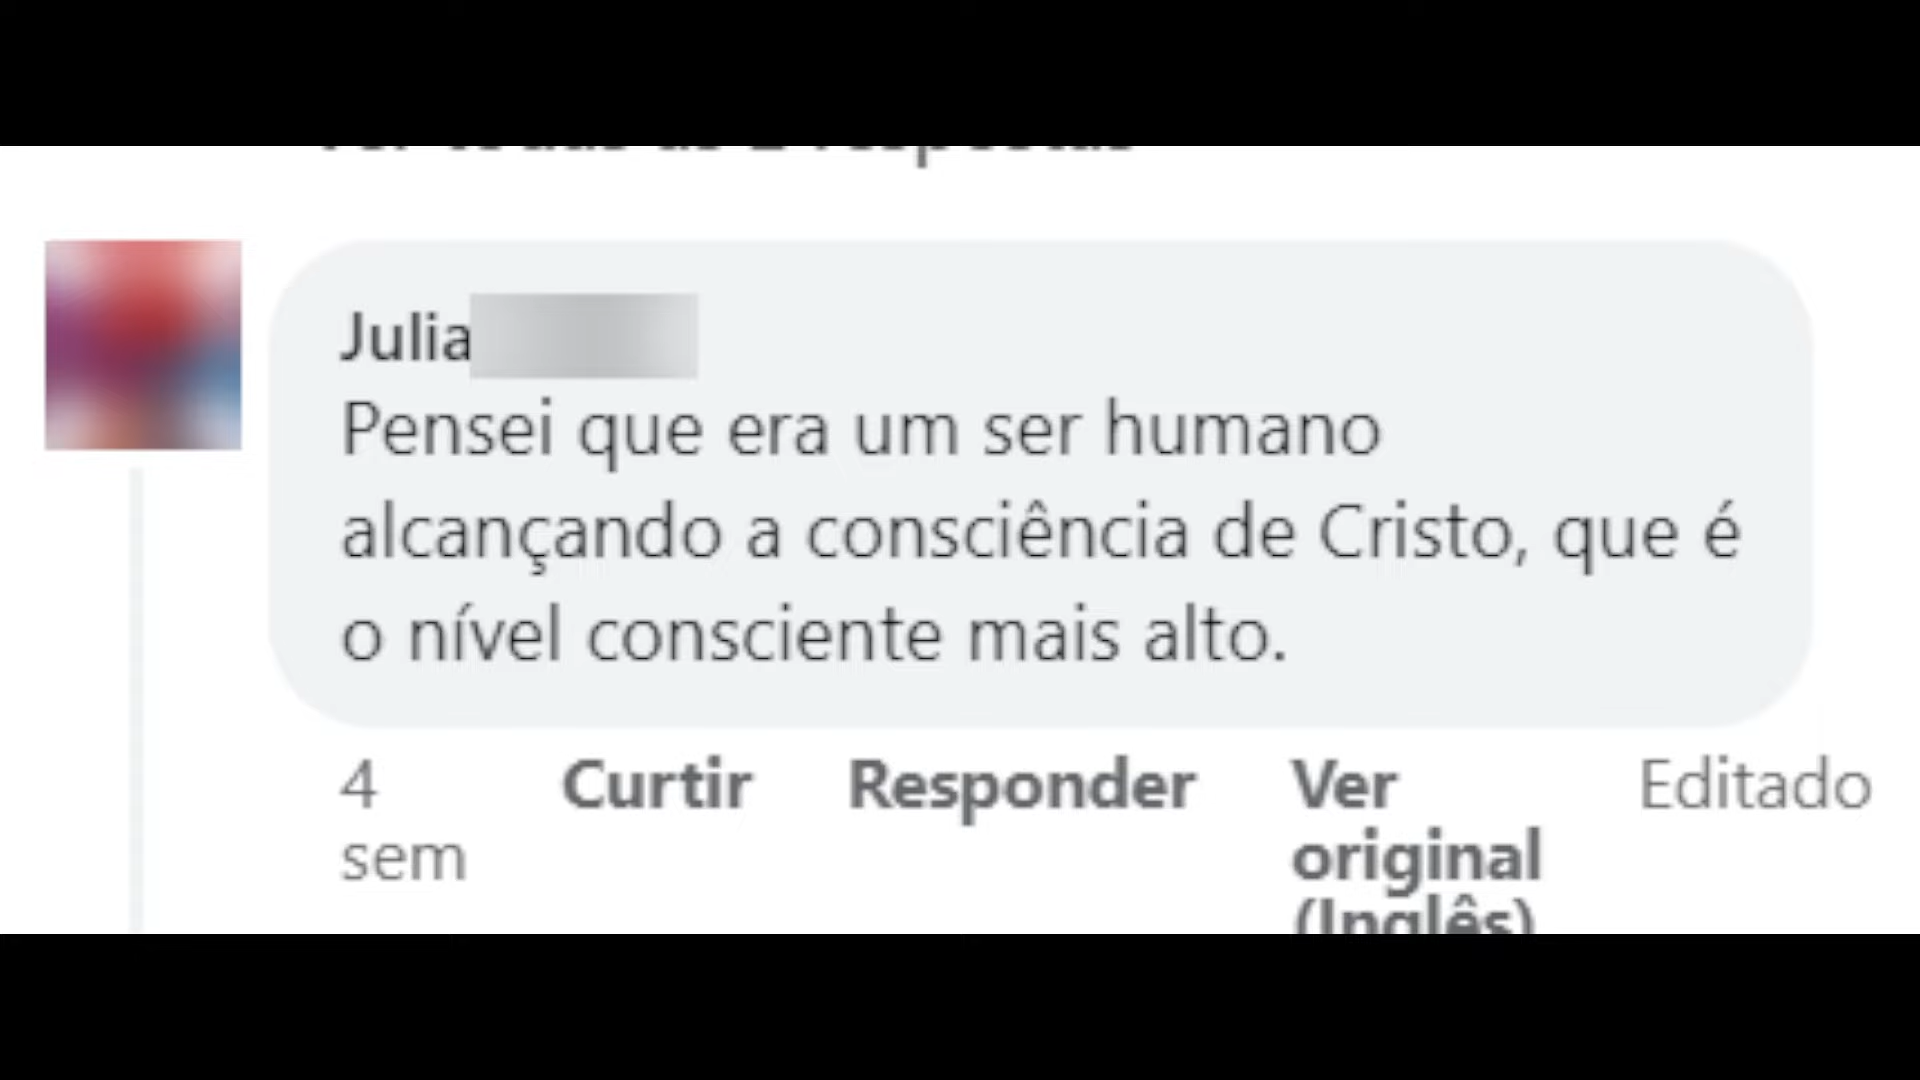 Julia
Pensei que era um ser humano
alcançando a consciência de Cristo, que é
o nível consciente mais alto.
4 Curtir Responder Ver Editado
sem original
(Inglês)